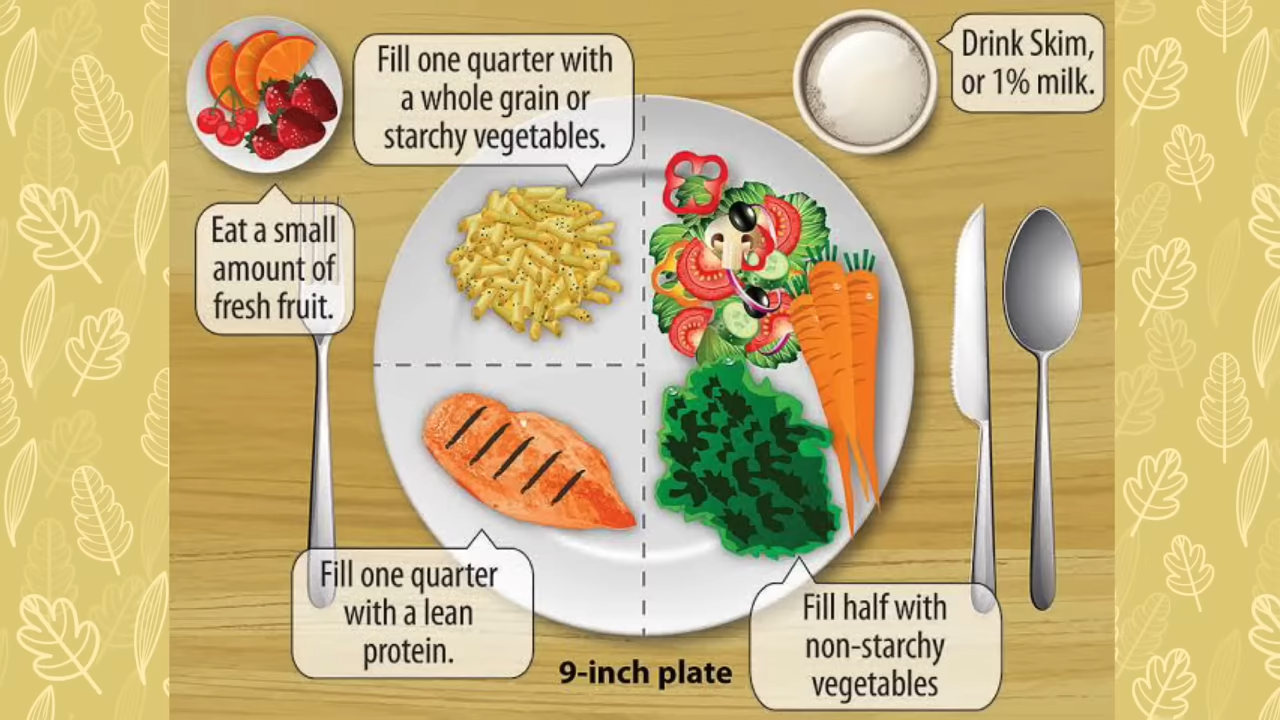 Fill one quarter with
a whole grain or
starchy vegetables.
Drink Skim,
or 1% milk.
Eat a small
amount of
fresh fruit.
Fill one quarter
with a lean
protein.
Fill half with
non-starchy
vegetables
9-inch plate